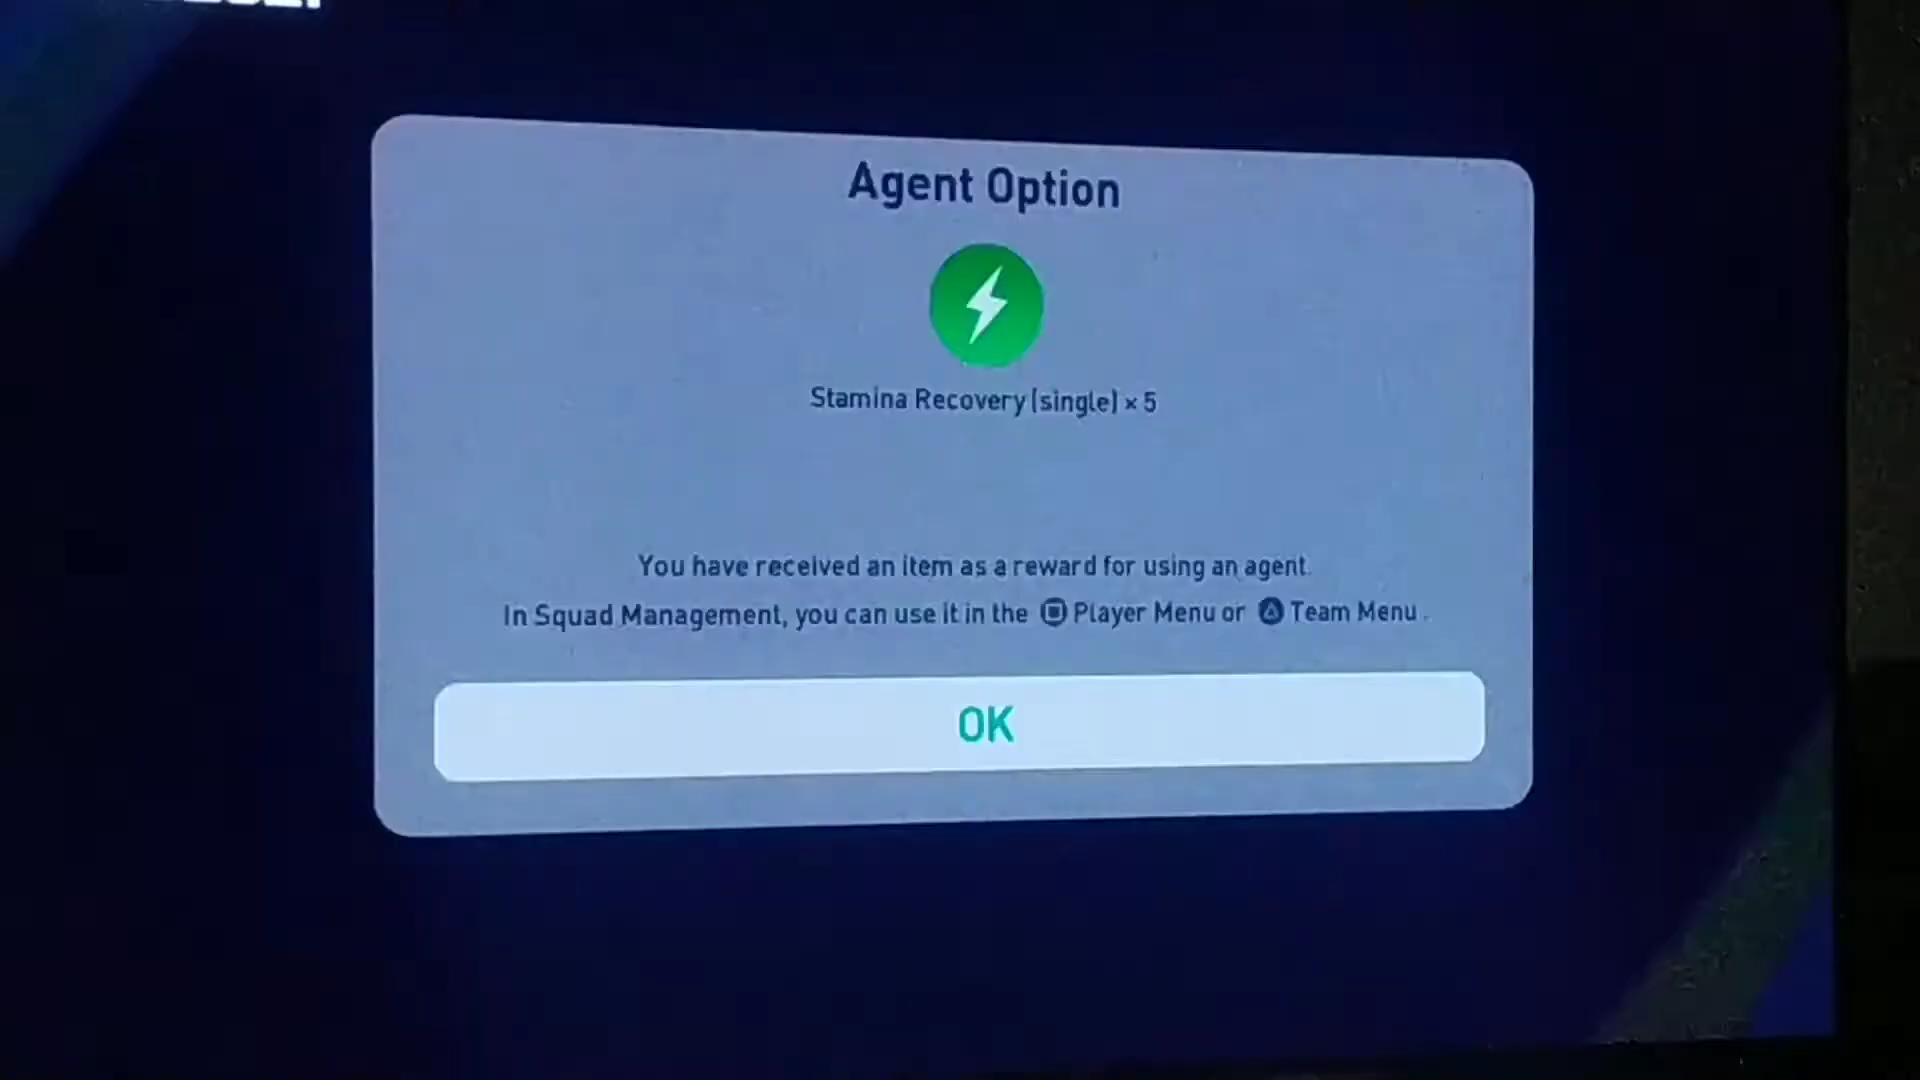 Agent Option
Stamina Recovery (single) × 5
You have received an item as a reward for using an agent.
In Squad Management, you can use it in the Player Menu or Team Menu.
OK